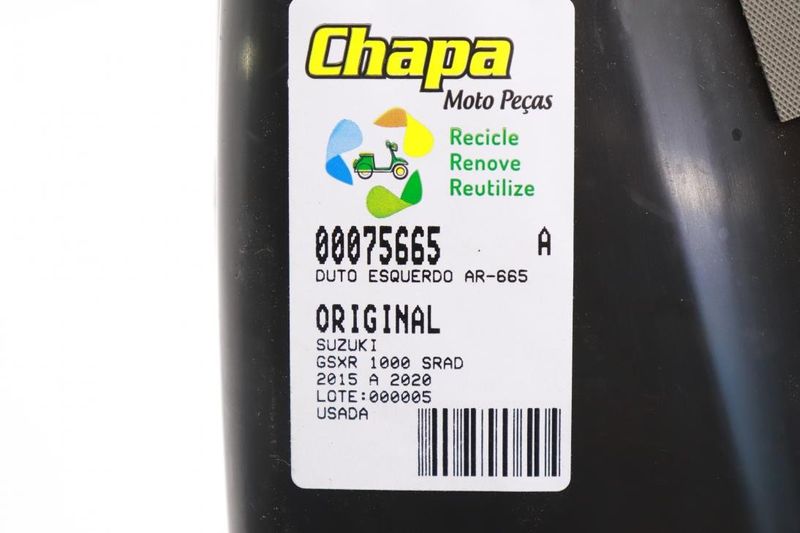 Chapa
Moto Peças
Recicle
Renove
Reutilize
00075665 A
DUTO ESQUERDO AR-665
ORIGINAL
SUZUKI
GSXR 1000 SRAD
2015 A 2020
LOTE:000005
USADA